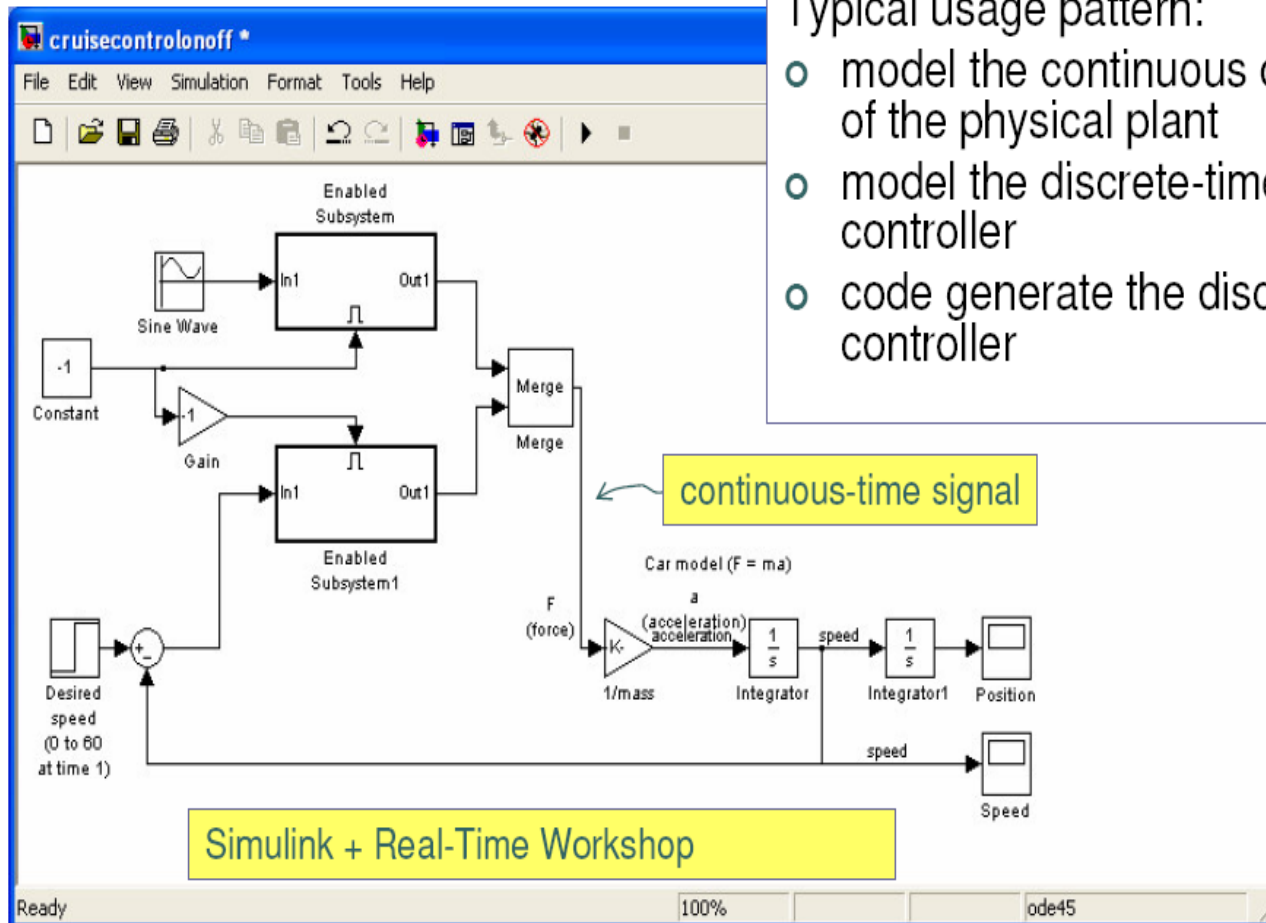 cruisecontrolonoff *
File Edit View Simulation Format Tools Help
Typical usage pattern:
o model the continuous
of the physical plant
o model the discrete-time
controller
o code generate the
controller
Enabled
Subsystem
In1
Out1
Sine Wave
-1
Constant
-1
Gain
Merge
Merge
In1
Out1
Enabled
Subsystem1
continuous-time signal
Car model (F = ma)
F
(force)
a
(acceleration)
acceleration
K-
1/mass
1
s
Integrator
speed
1
s
Integrator1
Position
+
-
Desired
speed
(0 to 60
at time 1)
speed
Speed
Simulink + Real-Time Workshop
Ready
100%
ode45